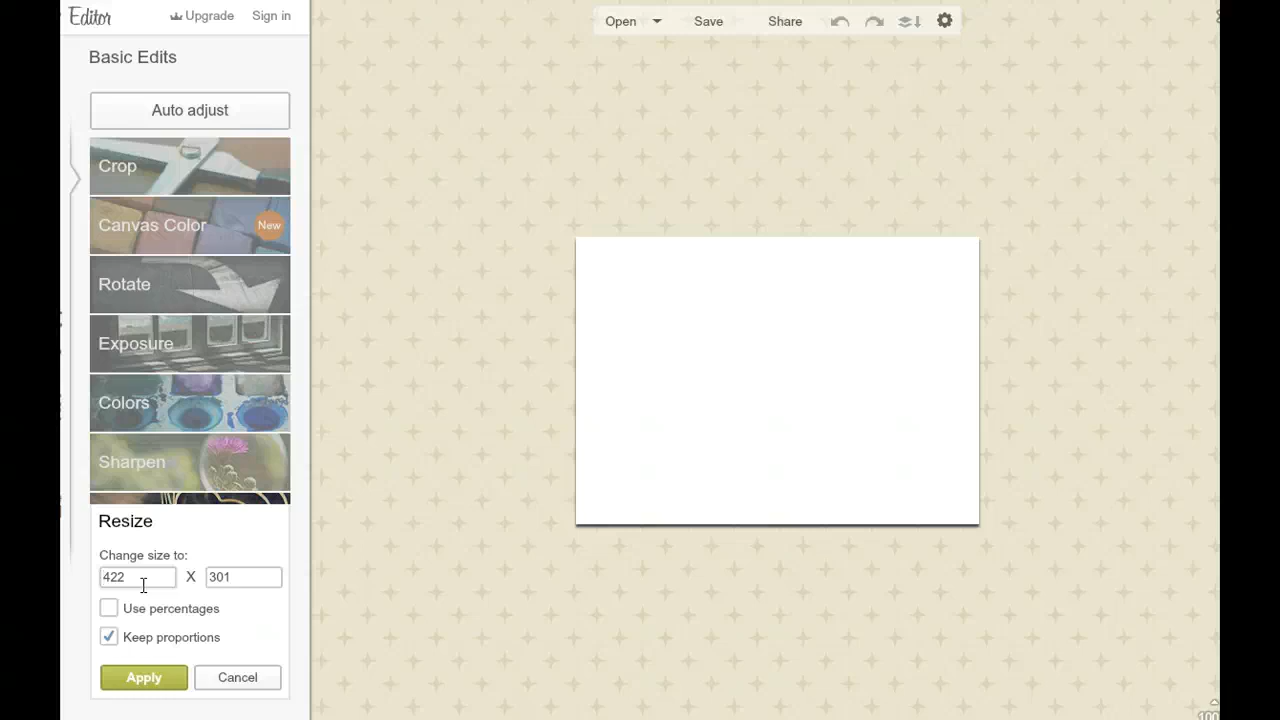 Editor
Upgrade
Sign in
Open
Save
Share
Basic Edits
Auto adjust
Crop
Canvas Color
New
Rotate
Exposure
Colors
Sharpen
Resize
Change size to:
422 X 301
Use percentages
Keep proportions
Apply
Cancel